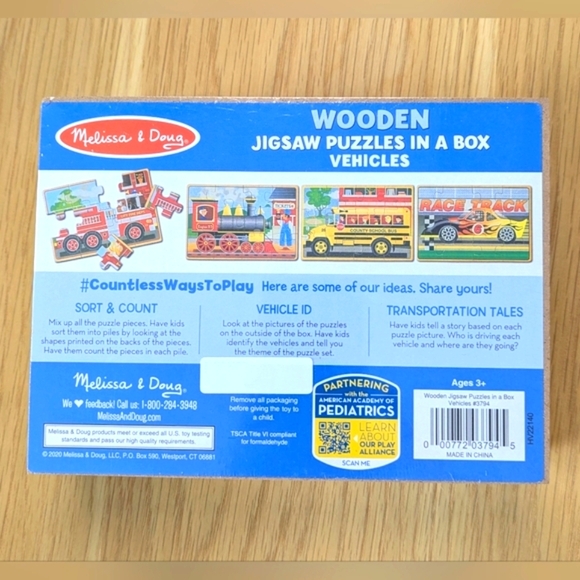 Melissa & Doug®
WOODEN
JIGSAW PUZZLES IN A BOX
VEHICLES
RACE TRACK
COUNTY SCHOOL BUS
#CountlessWaysToPlay Here are some of our ideas. Share yours!
SORT & COUNT
Mix up all the puzzle pieces. Have kids
sort them into piles by looking at the
shapes printed on the backs of the pieces.
Have them count the pieces in each pile.
VEHICLE ID
Look at the pictures of the puzzles
on the outside of the box. Have kids
identify the vehicles and tell you
the theme of the puzzle set.
TRANSPORTATION TALES
Have kids tell a story based on each
puzzle picture. Who is driving each
vehicle and where are they going?
Melissa & Doug®
We ♥ feedback! Call us: 1-800-284-3948
MelissaAndDoug.com
Melissa & Doug products meet or exceed all U.S. toy testing
standards and pass our high quality requirements.
© 2020 Melissa & Doug, LLC, P.O. Box 590, Westport, CT 06881
Remove all packaging
before giving the toy to
a child.
TSCA Title VI compliant
for formaldehyde.
PARTNERING
with the
AMERICAN ACADEMY OF
PEDIATRICS
LEARN
ABOUT
OUR PLAY
ALLIANCE
SCAN ME
Ages 3+
Wooden Jigsaw Puzzles in a Box
Vehicles #3794
0 00772 03794 5
MADE IN CHINA
HV22140